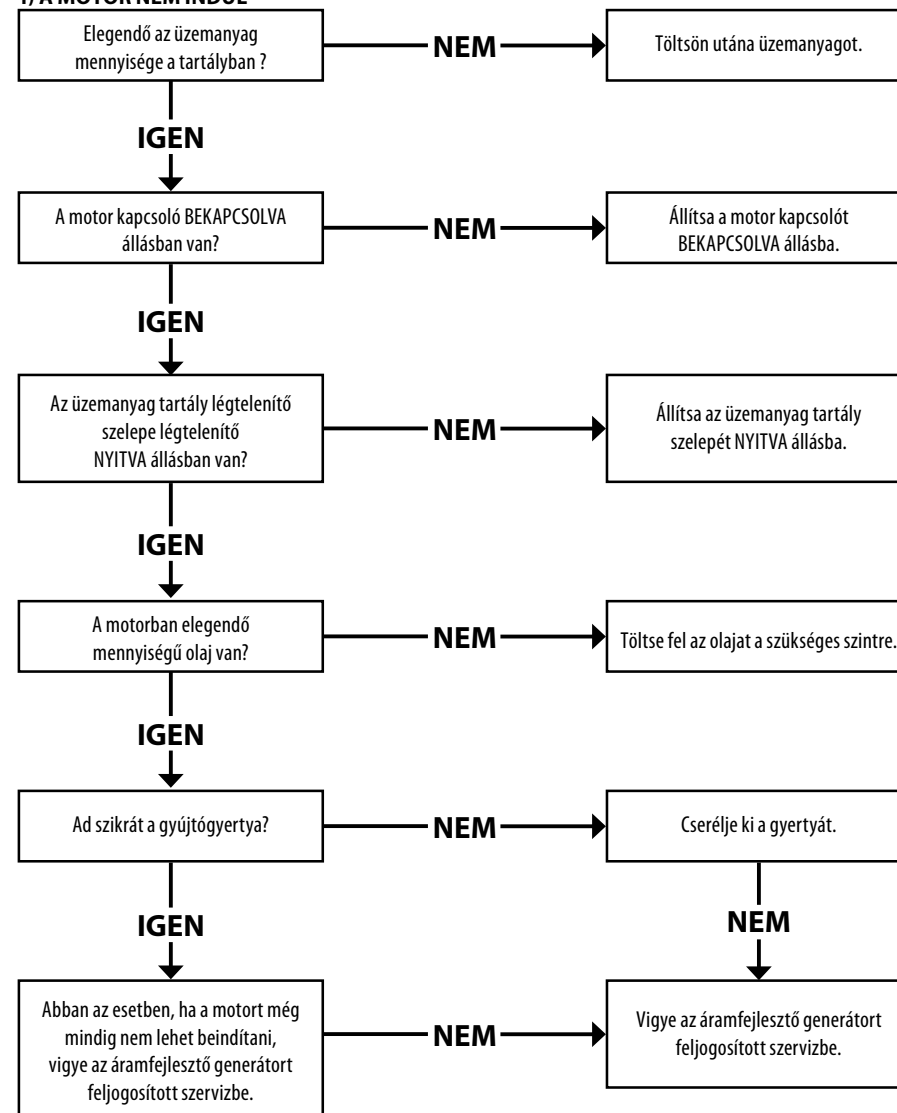 1) A MOTOR NEM INDUL
Elegendő az üzemanyag
mennyisége a tartályban ?
NEM
Töltsön utána üzemanyagot.
IGEN
A motor kapcsoló BEKAPCSOLVA
állásban van?
NEM
Állítsa a motor kapcsolót
BEKAPCSOLVA állásba.
IGEN
Az üzemanyag tartály légtelenítő
szelepe légtelenítő
NYITVA állásban van?
NEM
Állítsa az üzemanyag tartály
szelepét NYITVA állásba.
IGEN
A motorban elegendő
mennyiségű olaj van?
NEM
Töltse fel az olajat a szükséges szintre.
IGEN
Ad szikrát a gyújtógyertya?
NEM
Cserélje ki a gyertyát.
IGEN
NEM
Abban az esetben, ha a motort még
mindig nem lehet beindítani,
vigye az áramfejlesztő generátort
feljogosított szervizbe.
NEM
Vigye az áramfejlesztő generátort
feljogosított szervizbe.